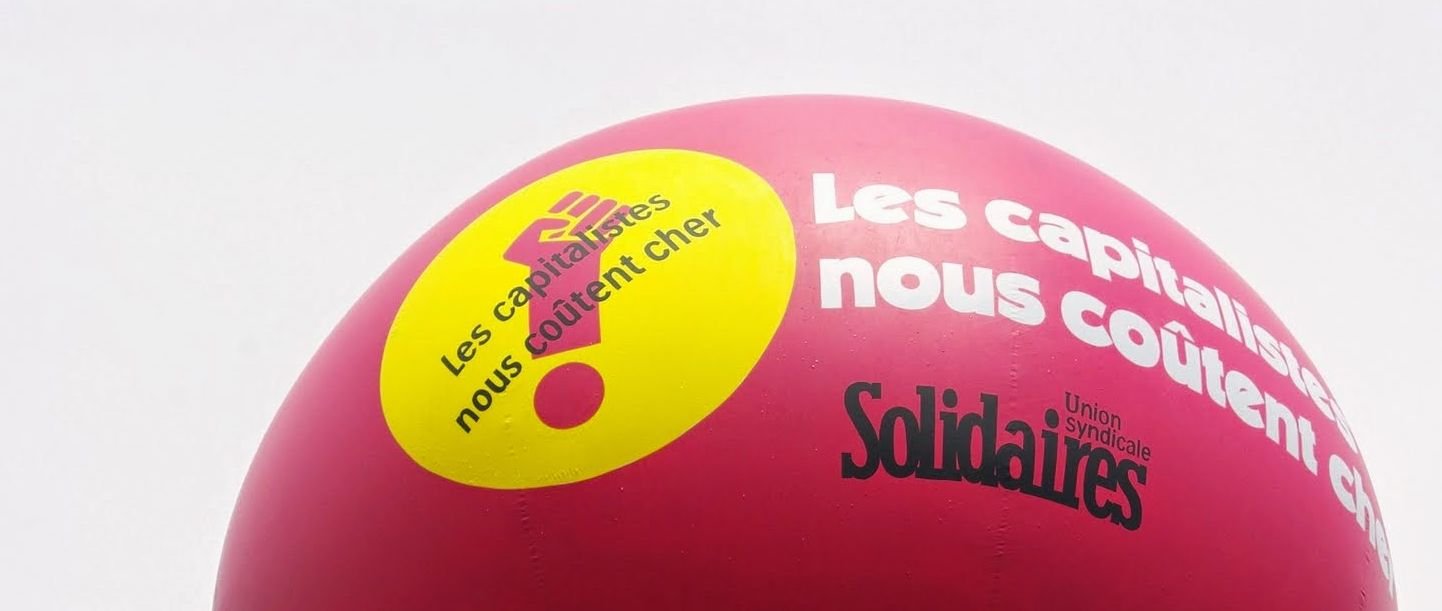 Les capitalistes
nous coûtent cher
Les capitalistes
nous coûtent cher
Union
syndicale
Solidaires